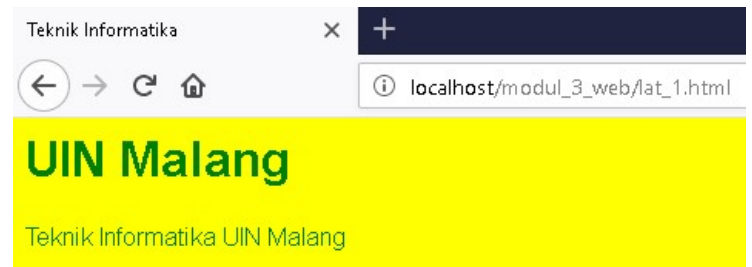 Teknik Informatika
localhost/modul_3_web/lat_1.html
UIN Malang
Teknik Informatika UIN Malang